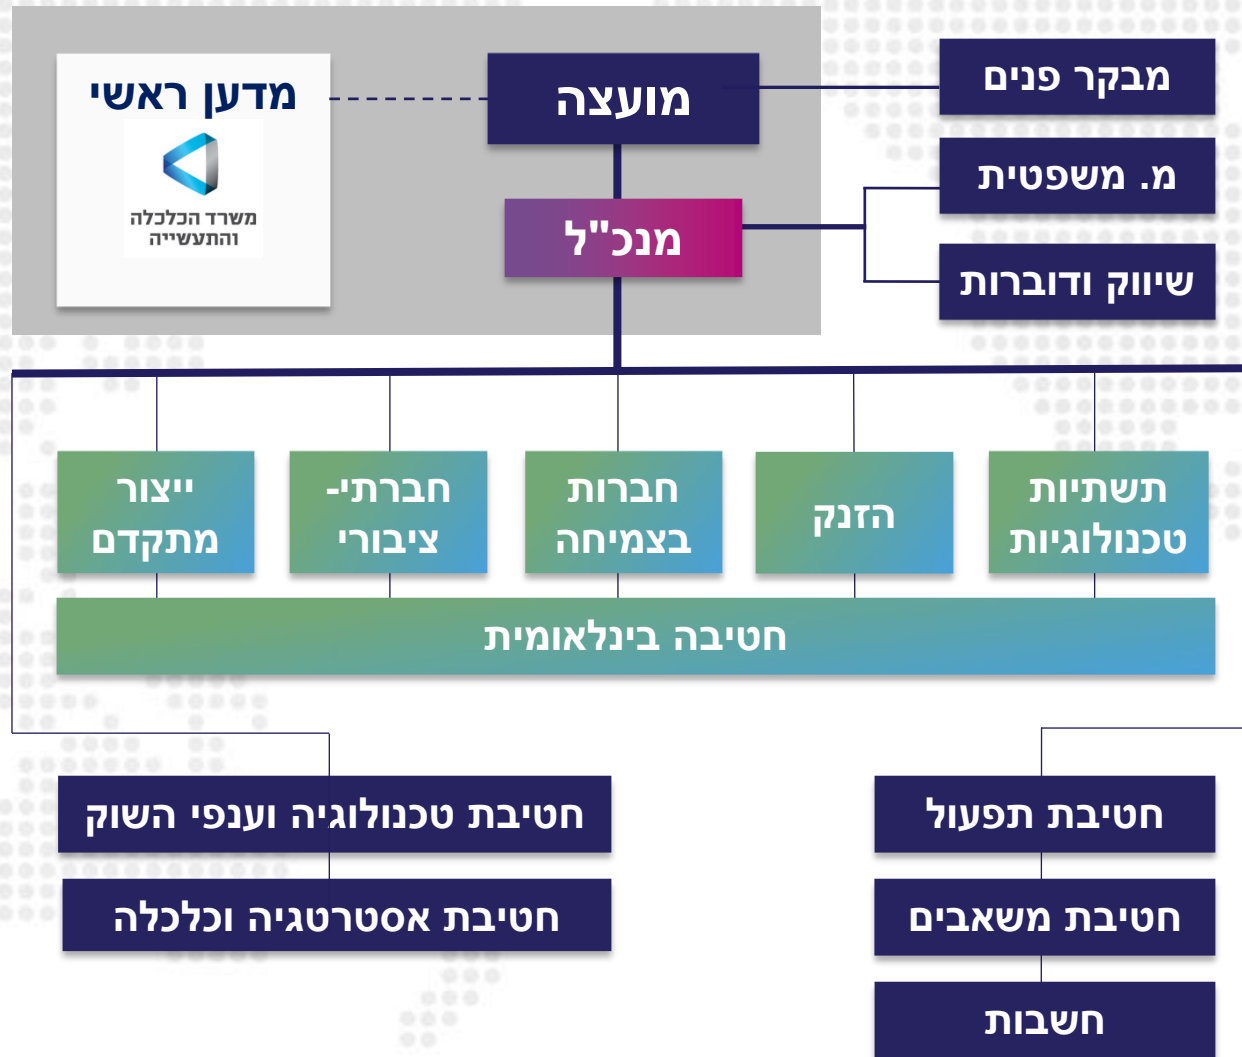 מבקר פנים
מועצה
מדען ראשי
משרד הכלכלה
והתעשייה
מ. משפטית
מנכ"ל
שיווק ודוברות
תשתיות
טכנולוגיות
הזנק
חברות
בצמיחה
חברתי-
ציבורי
ייצור
מתקדם
חטיבה בינלאומית
חטיבת תפעול
חטיבת טכנולוגיה וענפי השוק
חטיבת משאבים
חטיבת אסטרטגיה וכלכלה
חשבות